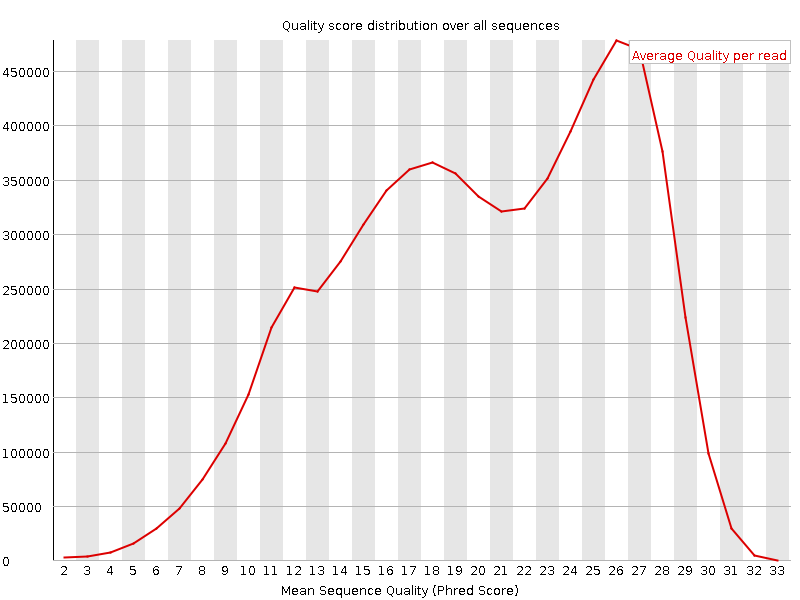 Quality score distribution over all sequences
Average Quality per read
450000
400000
350000
300000
250000
200000
150000
100000
50000
0
2 3 4 5 6 7 8 9 10 11 12 13 14 15 16 17 18 19 20 21 22 23 24 25 26 27 28 29 30 31 32 33
Mean Sequence Quality (Phred Score)